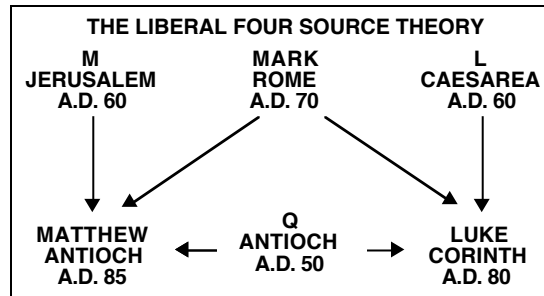 THE LIBERAL FOUR SOURCE THEORY
M
JERUSALEM
A.D. 60
MARK
ROME
A.D. 70
L
CAESAREA
A.D. 60
MATTHEW
ANTIOCH
A.D. 85
Q
ANTIOCH
A.D. 50
LUKE
CORINTH
A.D. 80